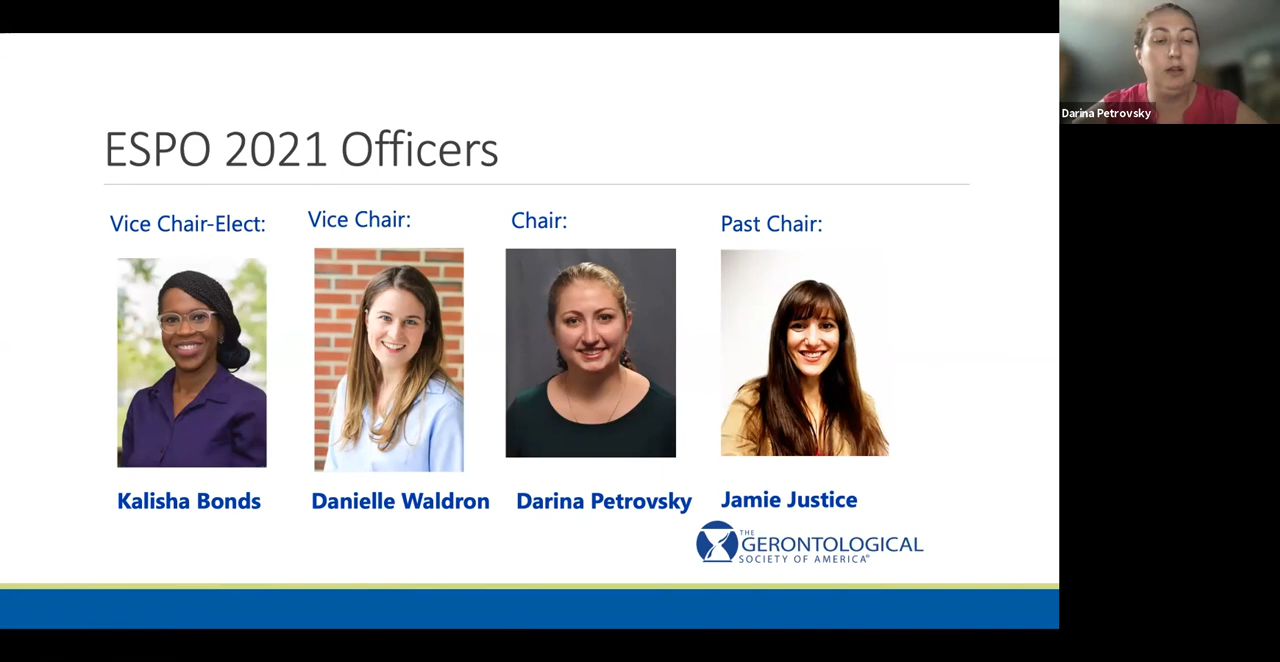 ESPO 2021 Officers
Vice Chair-Elect:
Vice Chair:
Chair:
Past Chair:
Kalisha Bonds
Danielle Waldron
Darina Petrovsky
Jamie Justice
THE
GERONTOLOGICAL
SOCIETY OF AMERICA®
Darina Petrovsky